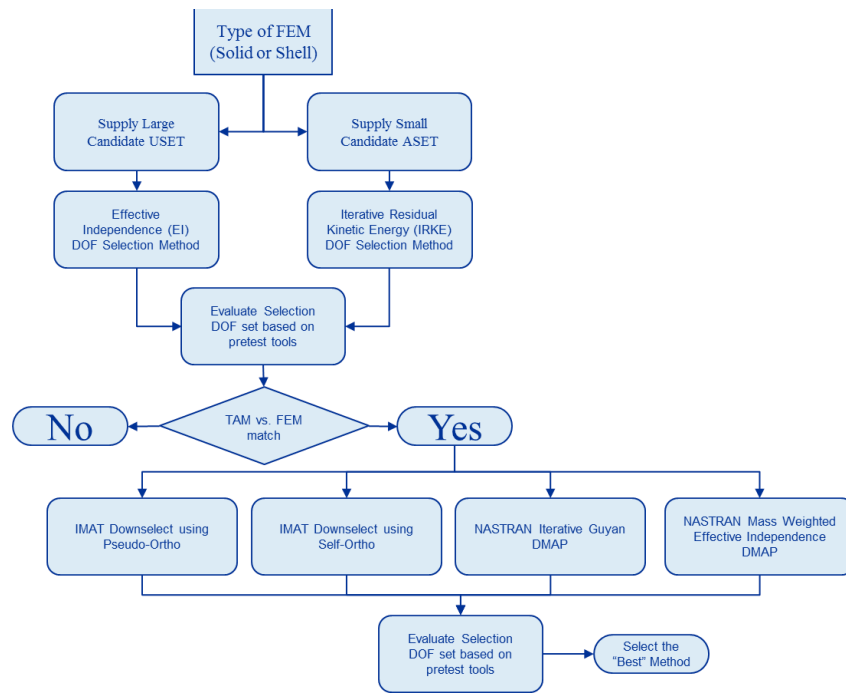 Type of FEM
(Solid or Shell)
Supply Large
Candidate USET
Supply Small
Candidate ASET
Effective
Independence (EI)
DOF Selection Method
Iterative Residual
Kinetic Energy (IRKE)
DOF Selection Method
Evaluate Selection
DOF set based on
pretest tools
No
TAM vs. FEM
match
Yes
IMAT Downselect using
Pseudo-Ortho
IMAT Downselect using
Self-Ortho
NASTRAN Iterative Guyan
DMAP
NASTRAN Mass Weighted
Effective Independence
DMAP
Evaluate Selection
DOF set based on
pretest tools
Select the
“Best” Method